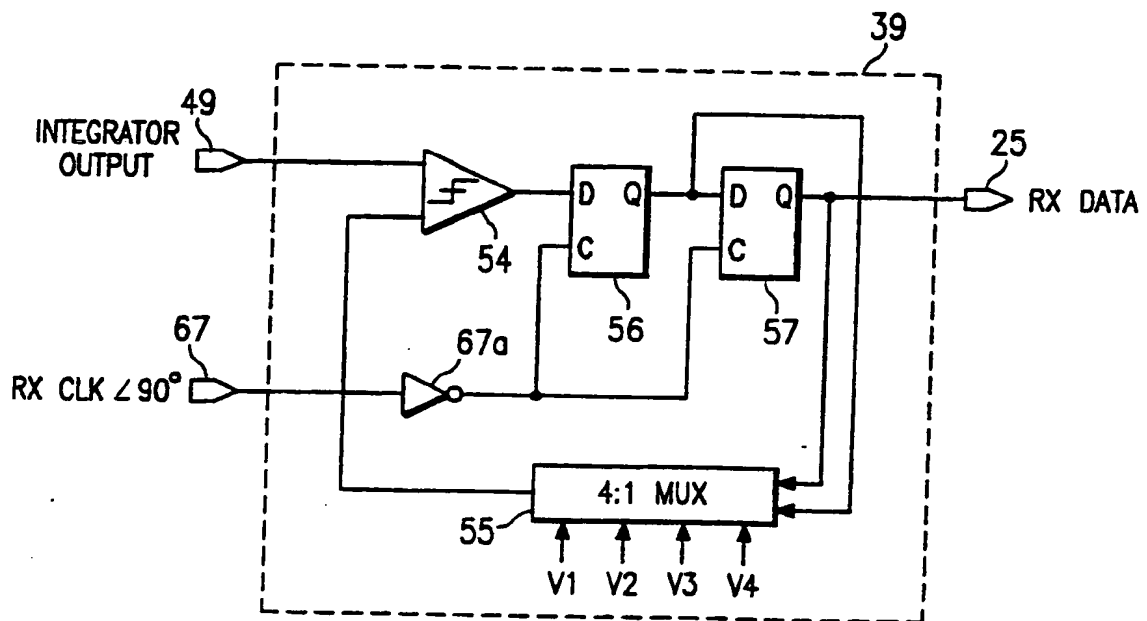 39
49
INTEGRATOR
OUTPUT
25
RX DATA
D Q
C
D Q
C
54
56
57
67
67a
RX CLK ∠90°
4:1 MUX
55
V1 V2 V3 V4